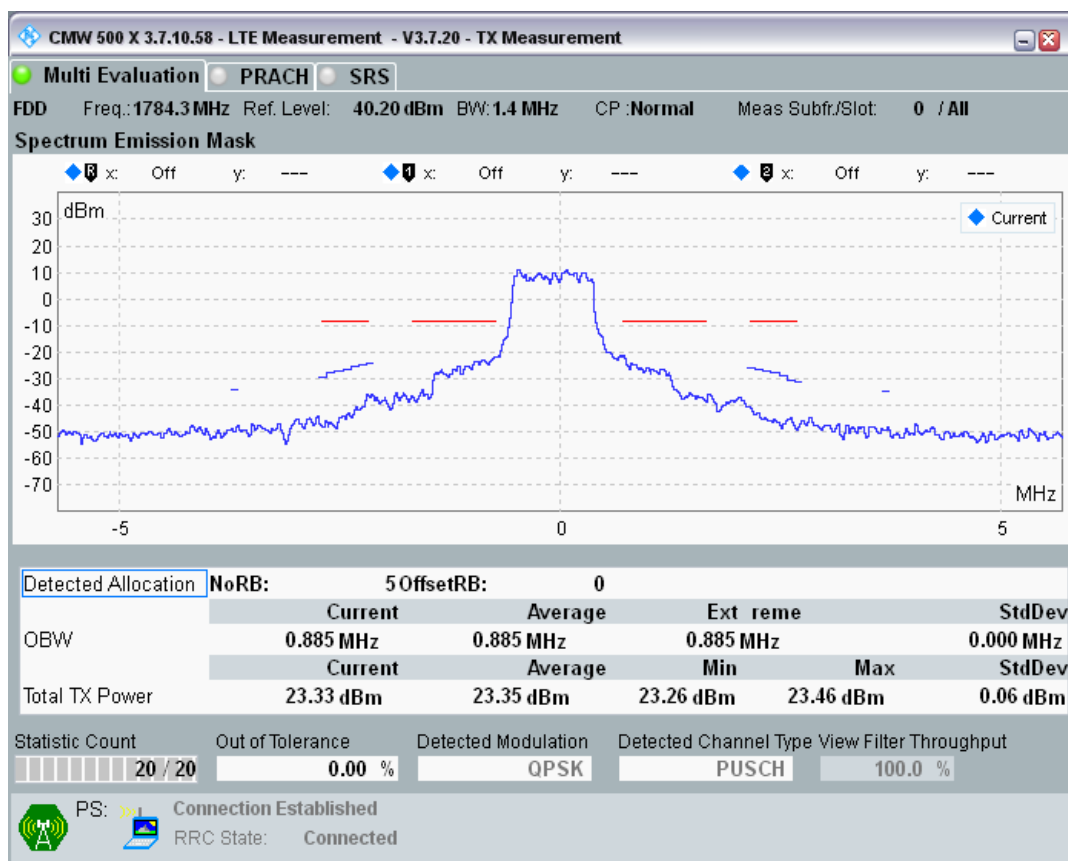 CMW 500 X 3.7.10.58 - LTE Measurement - V3.7.20 - TX Measurement
Multi Evaluation PRACH SRS
FDD Freq.: 1784.3 MHz Ref. Level: 40.20 dBm BW: 1.4 MHz CP : Normal Meas Subfr./Slot: 0 / All
Spectrum Emission Mask
R x: Off y: --- 1 x: Off y: --- 2 x: Off y: ---
dBm
Current
30
20
10
0
-10
-20
-30
-40
-50
-60
-70
MHz
-5 0 5
Detected Allocation NoRB: 5 OffsetRB: 0
Current Average Ext reme StdDev
OBW 0.885 MHz 0.885 MHz 0.885 MHz 0.000 MHz
Current Average Min Max StdDev
Total TX Power 23.33 dBm 23.35 dBm 23.26 dBm 23.46 dBm 0.06 dBm
Statistic Count Out of Tolerance Detected Modulation Detected Channel Type View Filter Throughput
20 / 20 0.00 % QPSK PUSCH 100.0 %
PS: Connection Established
RRC State: Connected